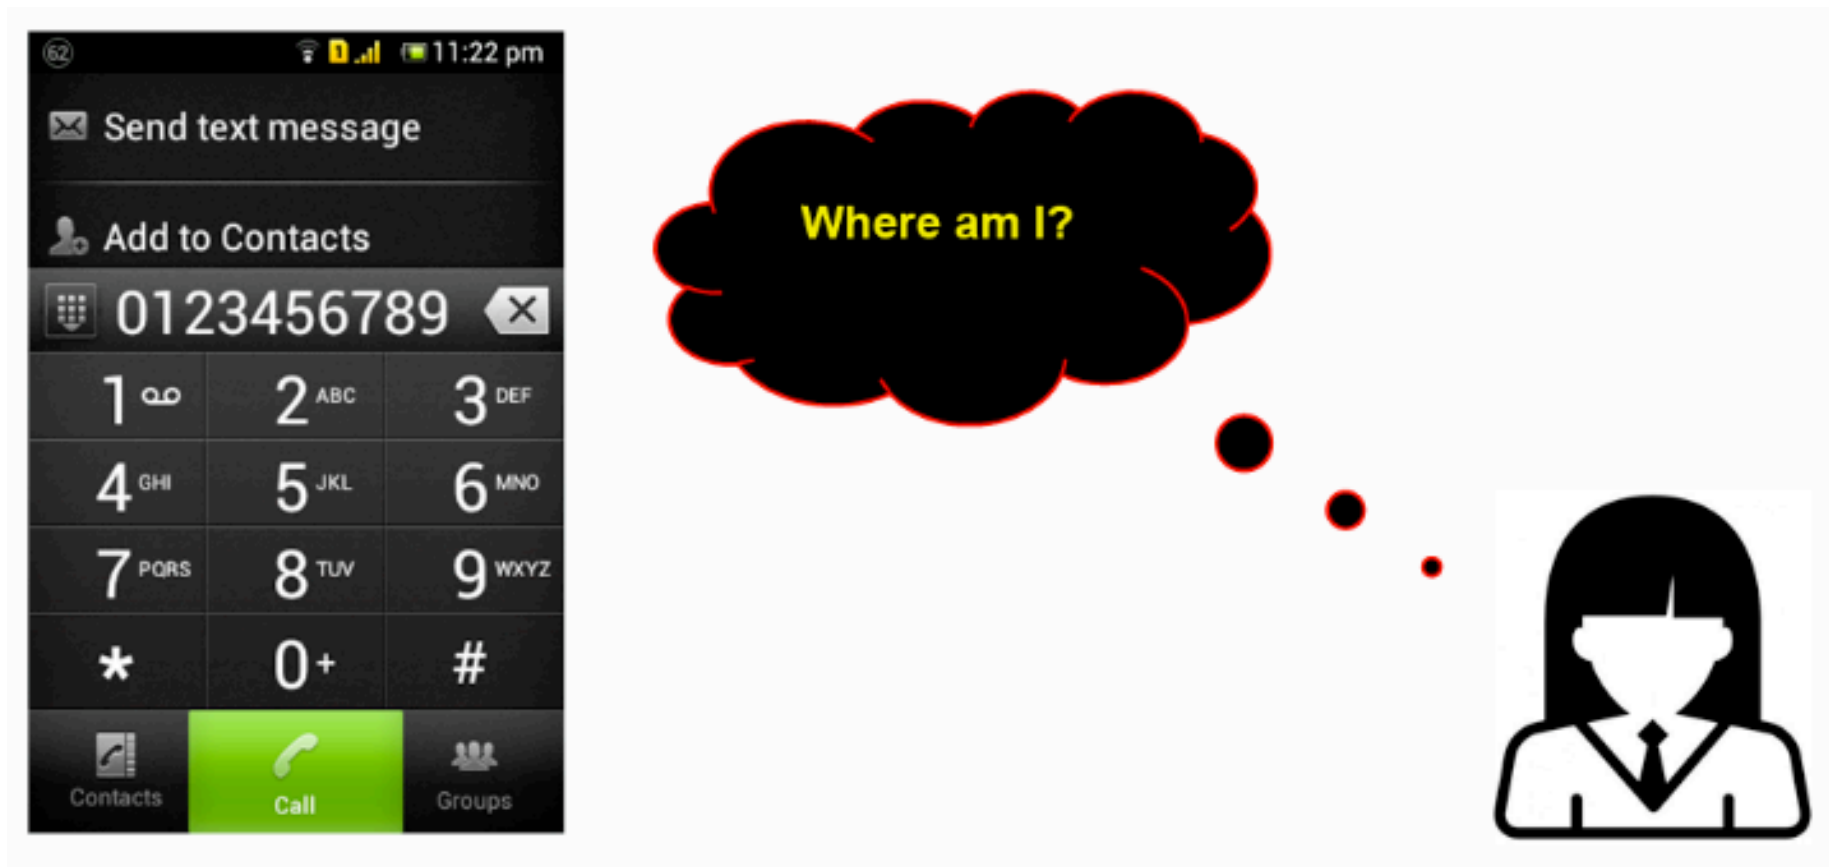 62 1 11:22 pm
Send text message
Add to Contacts
0123456789
1 2 ABC 3 DEF
4 GHI 5 JKL 6 MNO
7 PQRS 8 TUV 9 WXYZ
* 0 + #
Contacts Call Groups
Where am I?